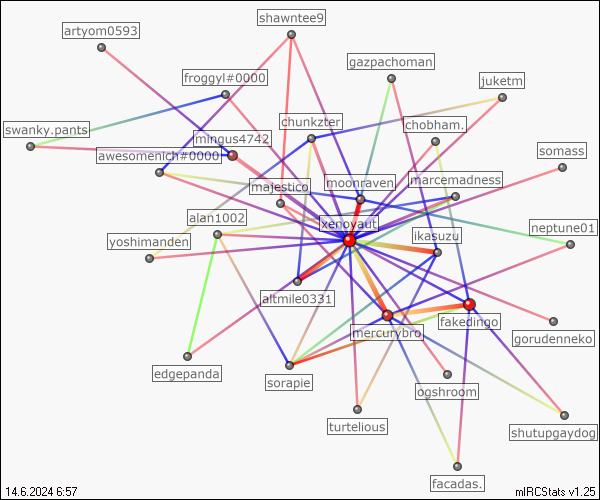 shawntee9
artyom0593
gazpachoman
froggyl#0000
juketm
chunkzter
chobham.
swanky.pants
mingus4742
somass
awesomenich#0000
moonraven
marcemadness
majestico
alan1002
xenoyaut
neptune01
ikasuzu
yoshimanden
altmile0331
fakedingo
mercurybro
gorudenneko
edgepanda
sorapie
ogshroom
turtelious
shutupgaydog
facadas.
14.6.2024 6:57
mIRCStats v1.25